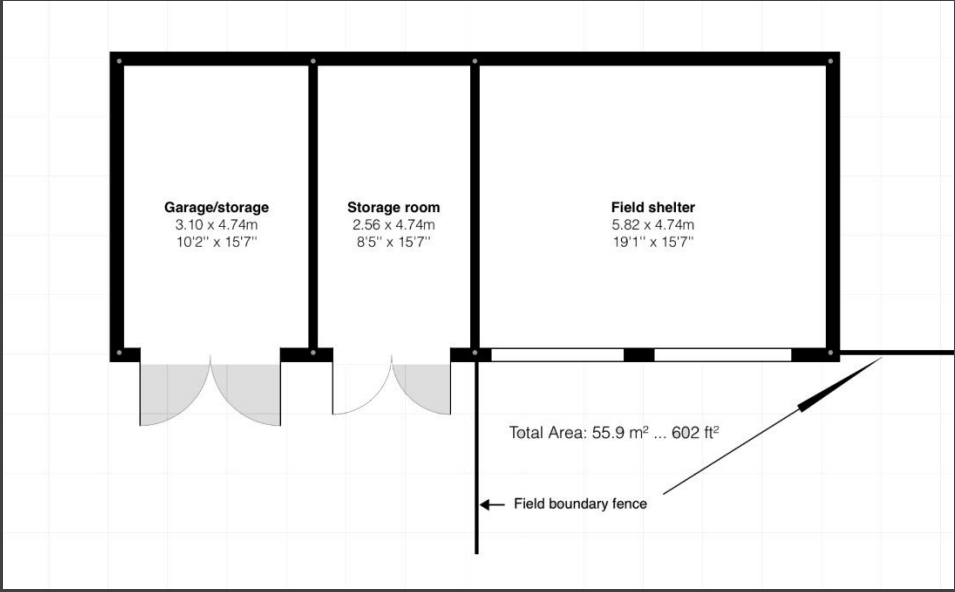 Garage/storage
3.10 x 4.74m
10'2'' x 15'7''
Storage room
2.56 x 4.74m
8'5'' x 15'7''
Field shelter
5.82 x 4.74m
19'1'' x 15'7''
Total Area: 55.9 m² ... 602 ft²
Field boundary fence